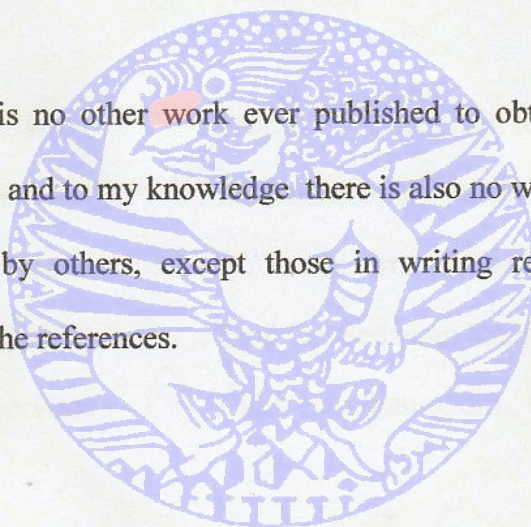 is no other work ever published to obt
and to my knowledge there is also no w
by others, except those in writing re
he references.